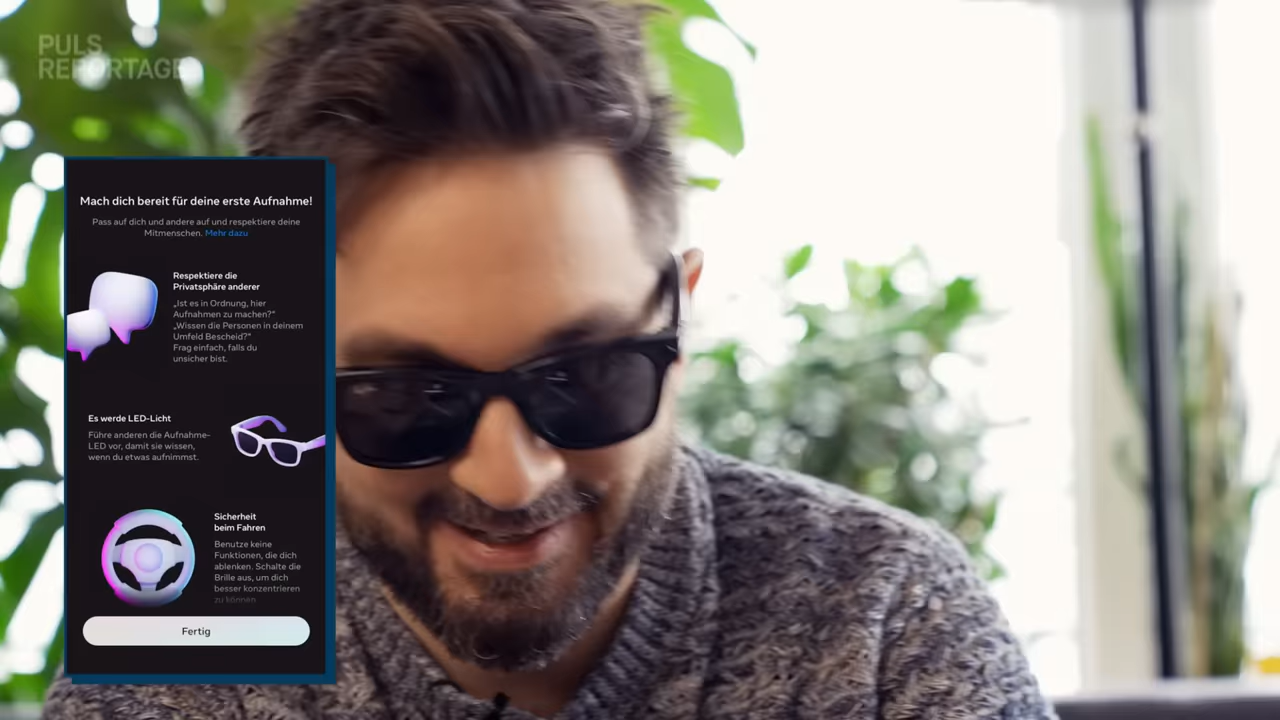 PULS
REPORTAGE
Mach dich bereit für deine erste Aufnahme!
Pass auf dich und andere auf und respektiere deine
Mitmenschen. Mehr dazu
Respektiere die
Privatsphäre anderer
„Ist es in Ordnung, hier
Aufnahmen zu machen?“
„Wissen die Personen in deinem
Umfeld Bescheid?“
Frag einfach, falls du
unsicher bist.
Es werde LED-Licht
Führe anderen die Aufnahme-
LED vor, damit sie wissen,
wenn du etwas aufnimmst.
Sicherheit
beim Fahren
Benutze keine
Funktionen, die dich
ablenken. Schalte die
Brille aus, um dich
besser konzentrieren
zu können
Fertig